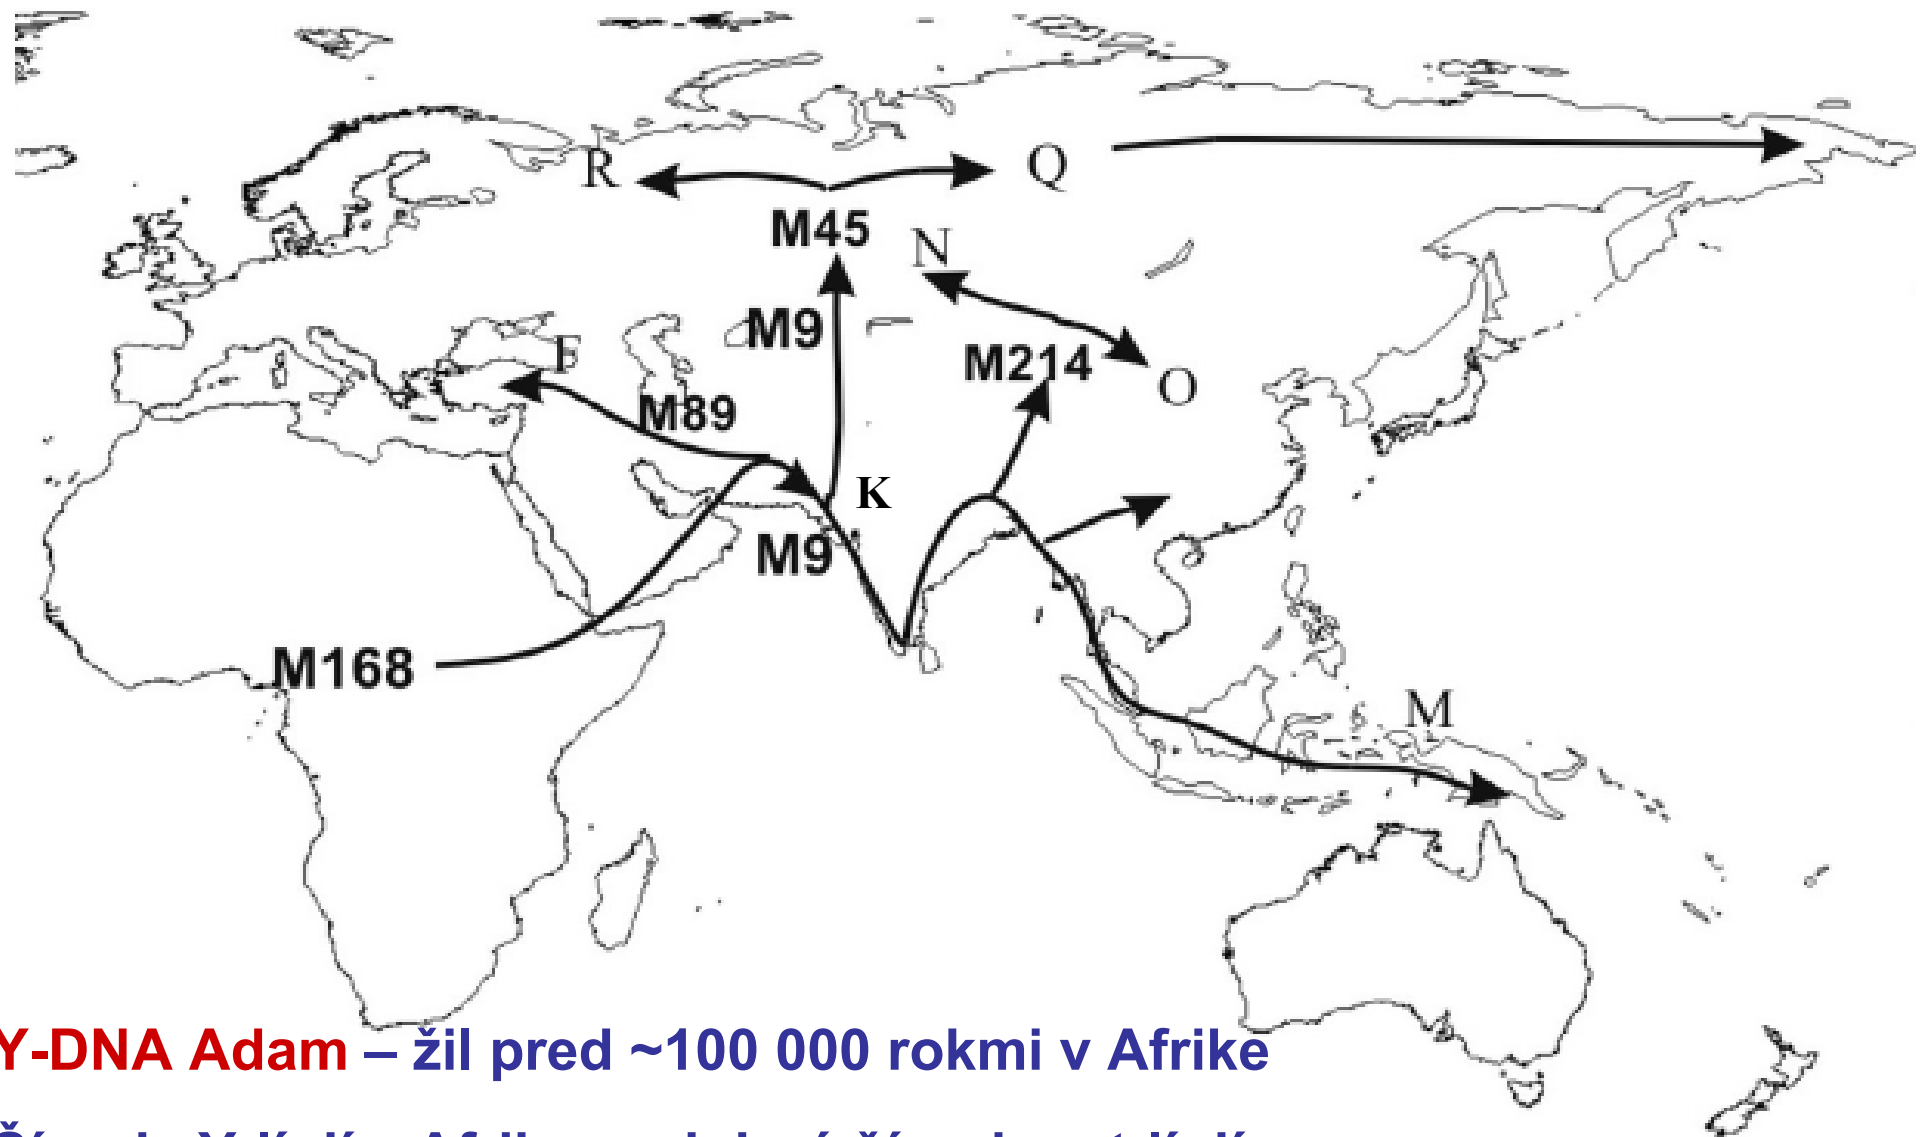 R
Q
M45
N
M9
F
M214
O
M89
K
M9
M168
M
Y-DNA Adam – žil pred ~100 000 rokmi v Afrike